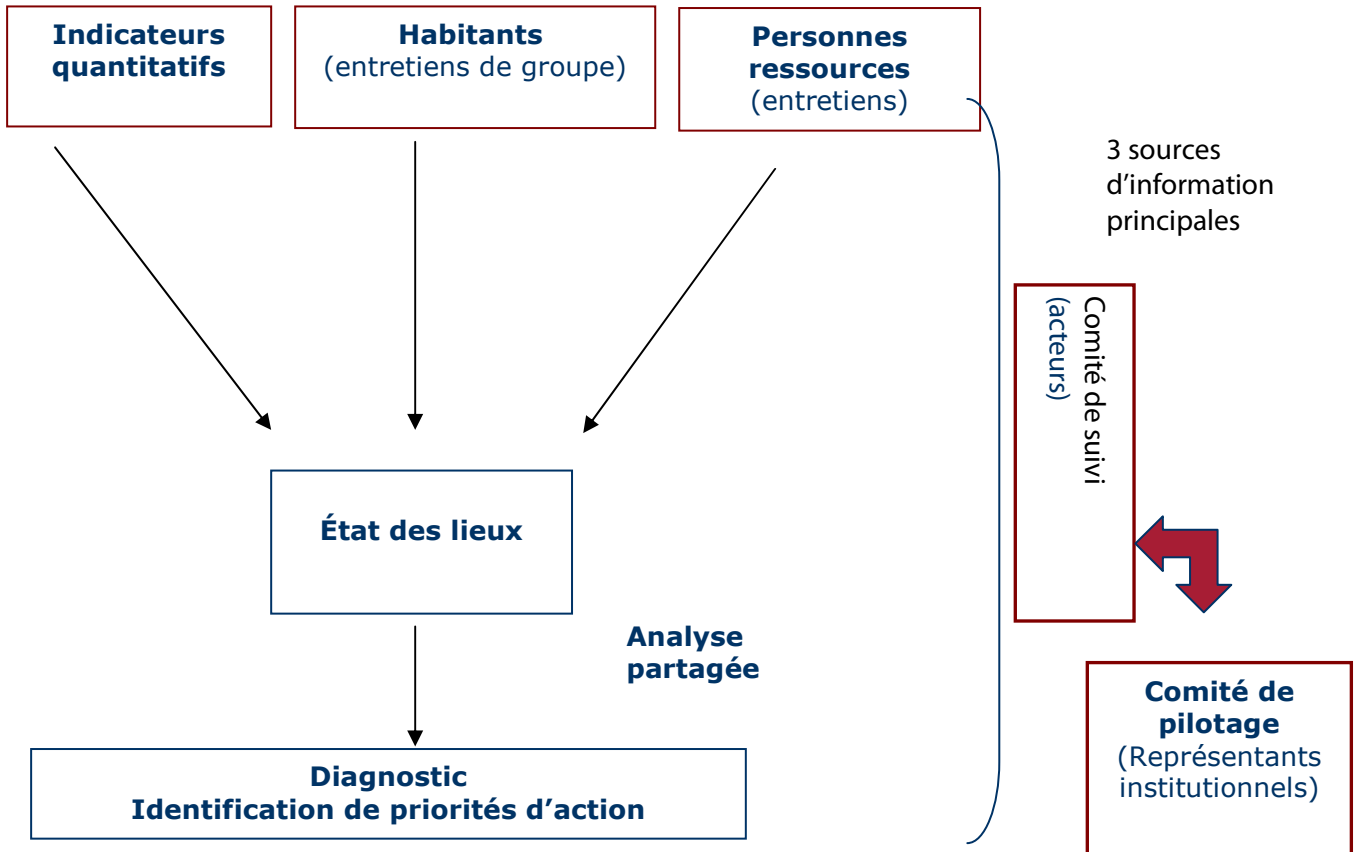 Indicateurs
quantitatifs
Habitants
(entretiens de groupe)
Personnes
ressources
(entretiens)
3 sources
d’information
principales
Comité de suivi
(acteurs)
État des lieux
Analyse
partagée
Comité de
pilotage
(Représentants
institutionnels)
Diagnostic
Identification de priorités d’action